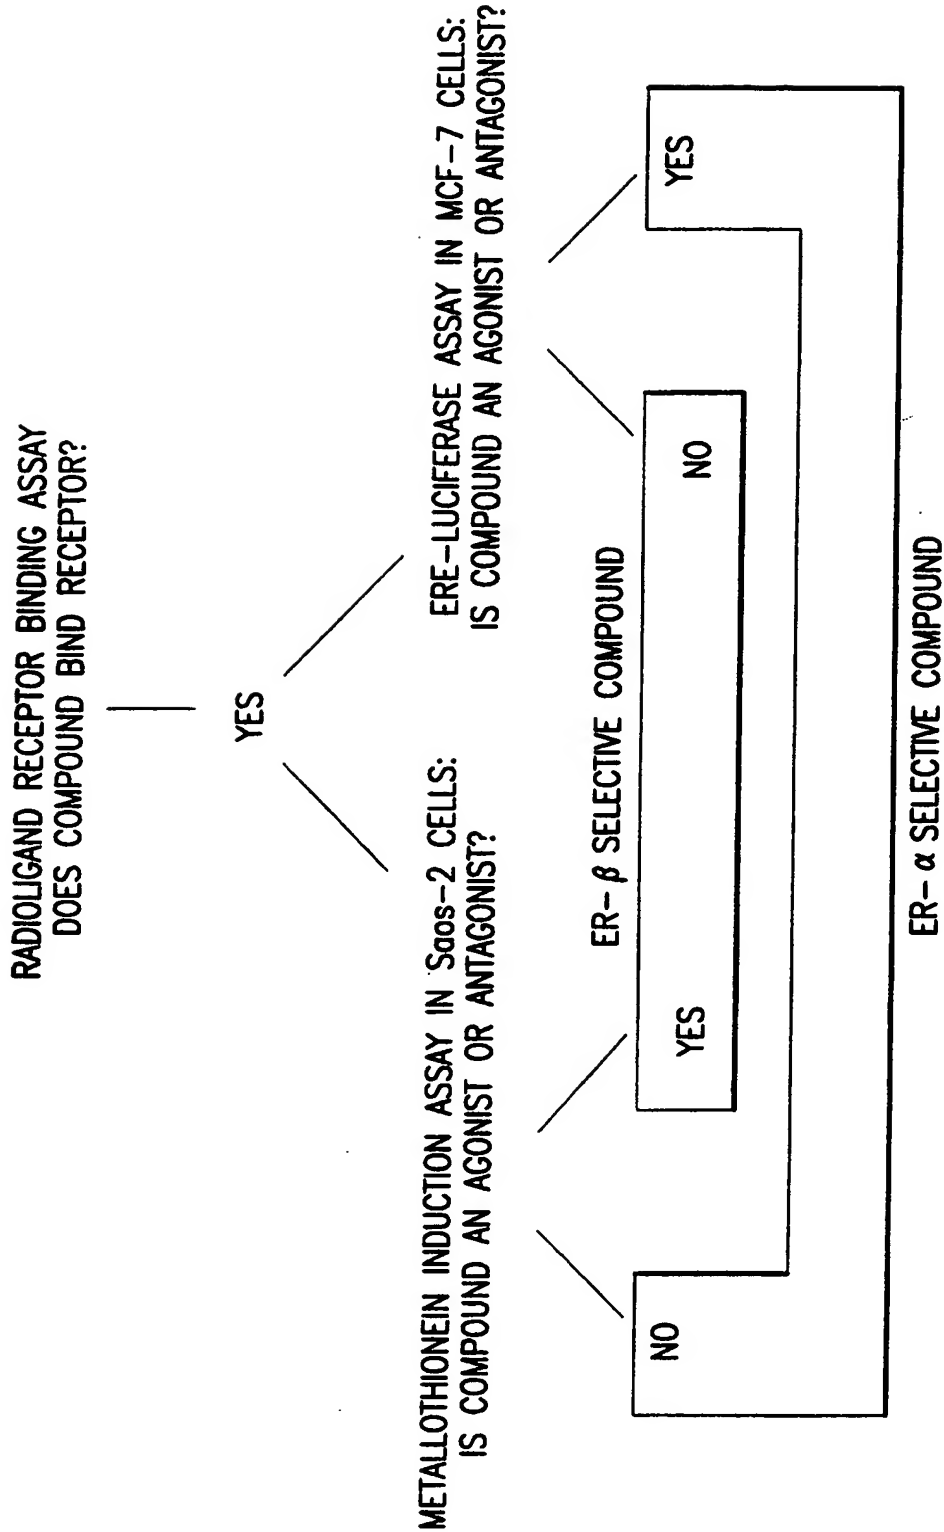 RADIOLIGAND RECEPTOR BINDING ASSAY
DOES COMPOUND BIND RECEPTOR?
YES
METALLOTHIONEIN INDUCTION ASSAY IN Saos-2 CELLS:
IS COMPOUND AN AGONIST OR ANTAGONIST?
ERE-LUCIFERASE ASSAY IN MCF-7 CELLS:
IS COMPOUND AN AGONIST OR ANTAGONIST?
ER-β SELECTIVE COMPOUND
NO
YES
NO
YES
ER-α SELECTIVE COMPOUND